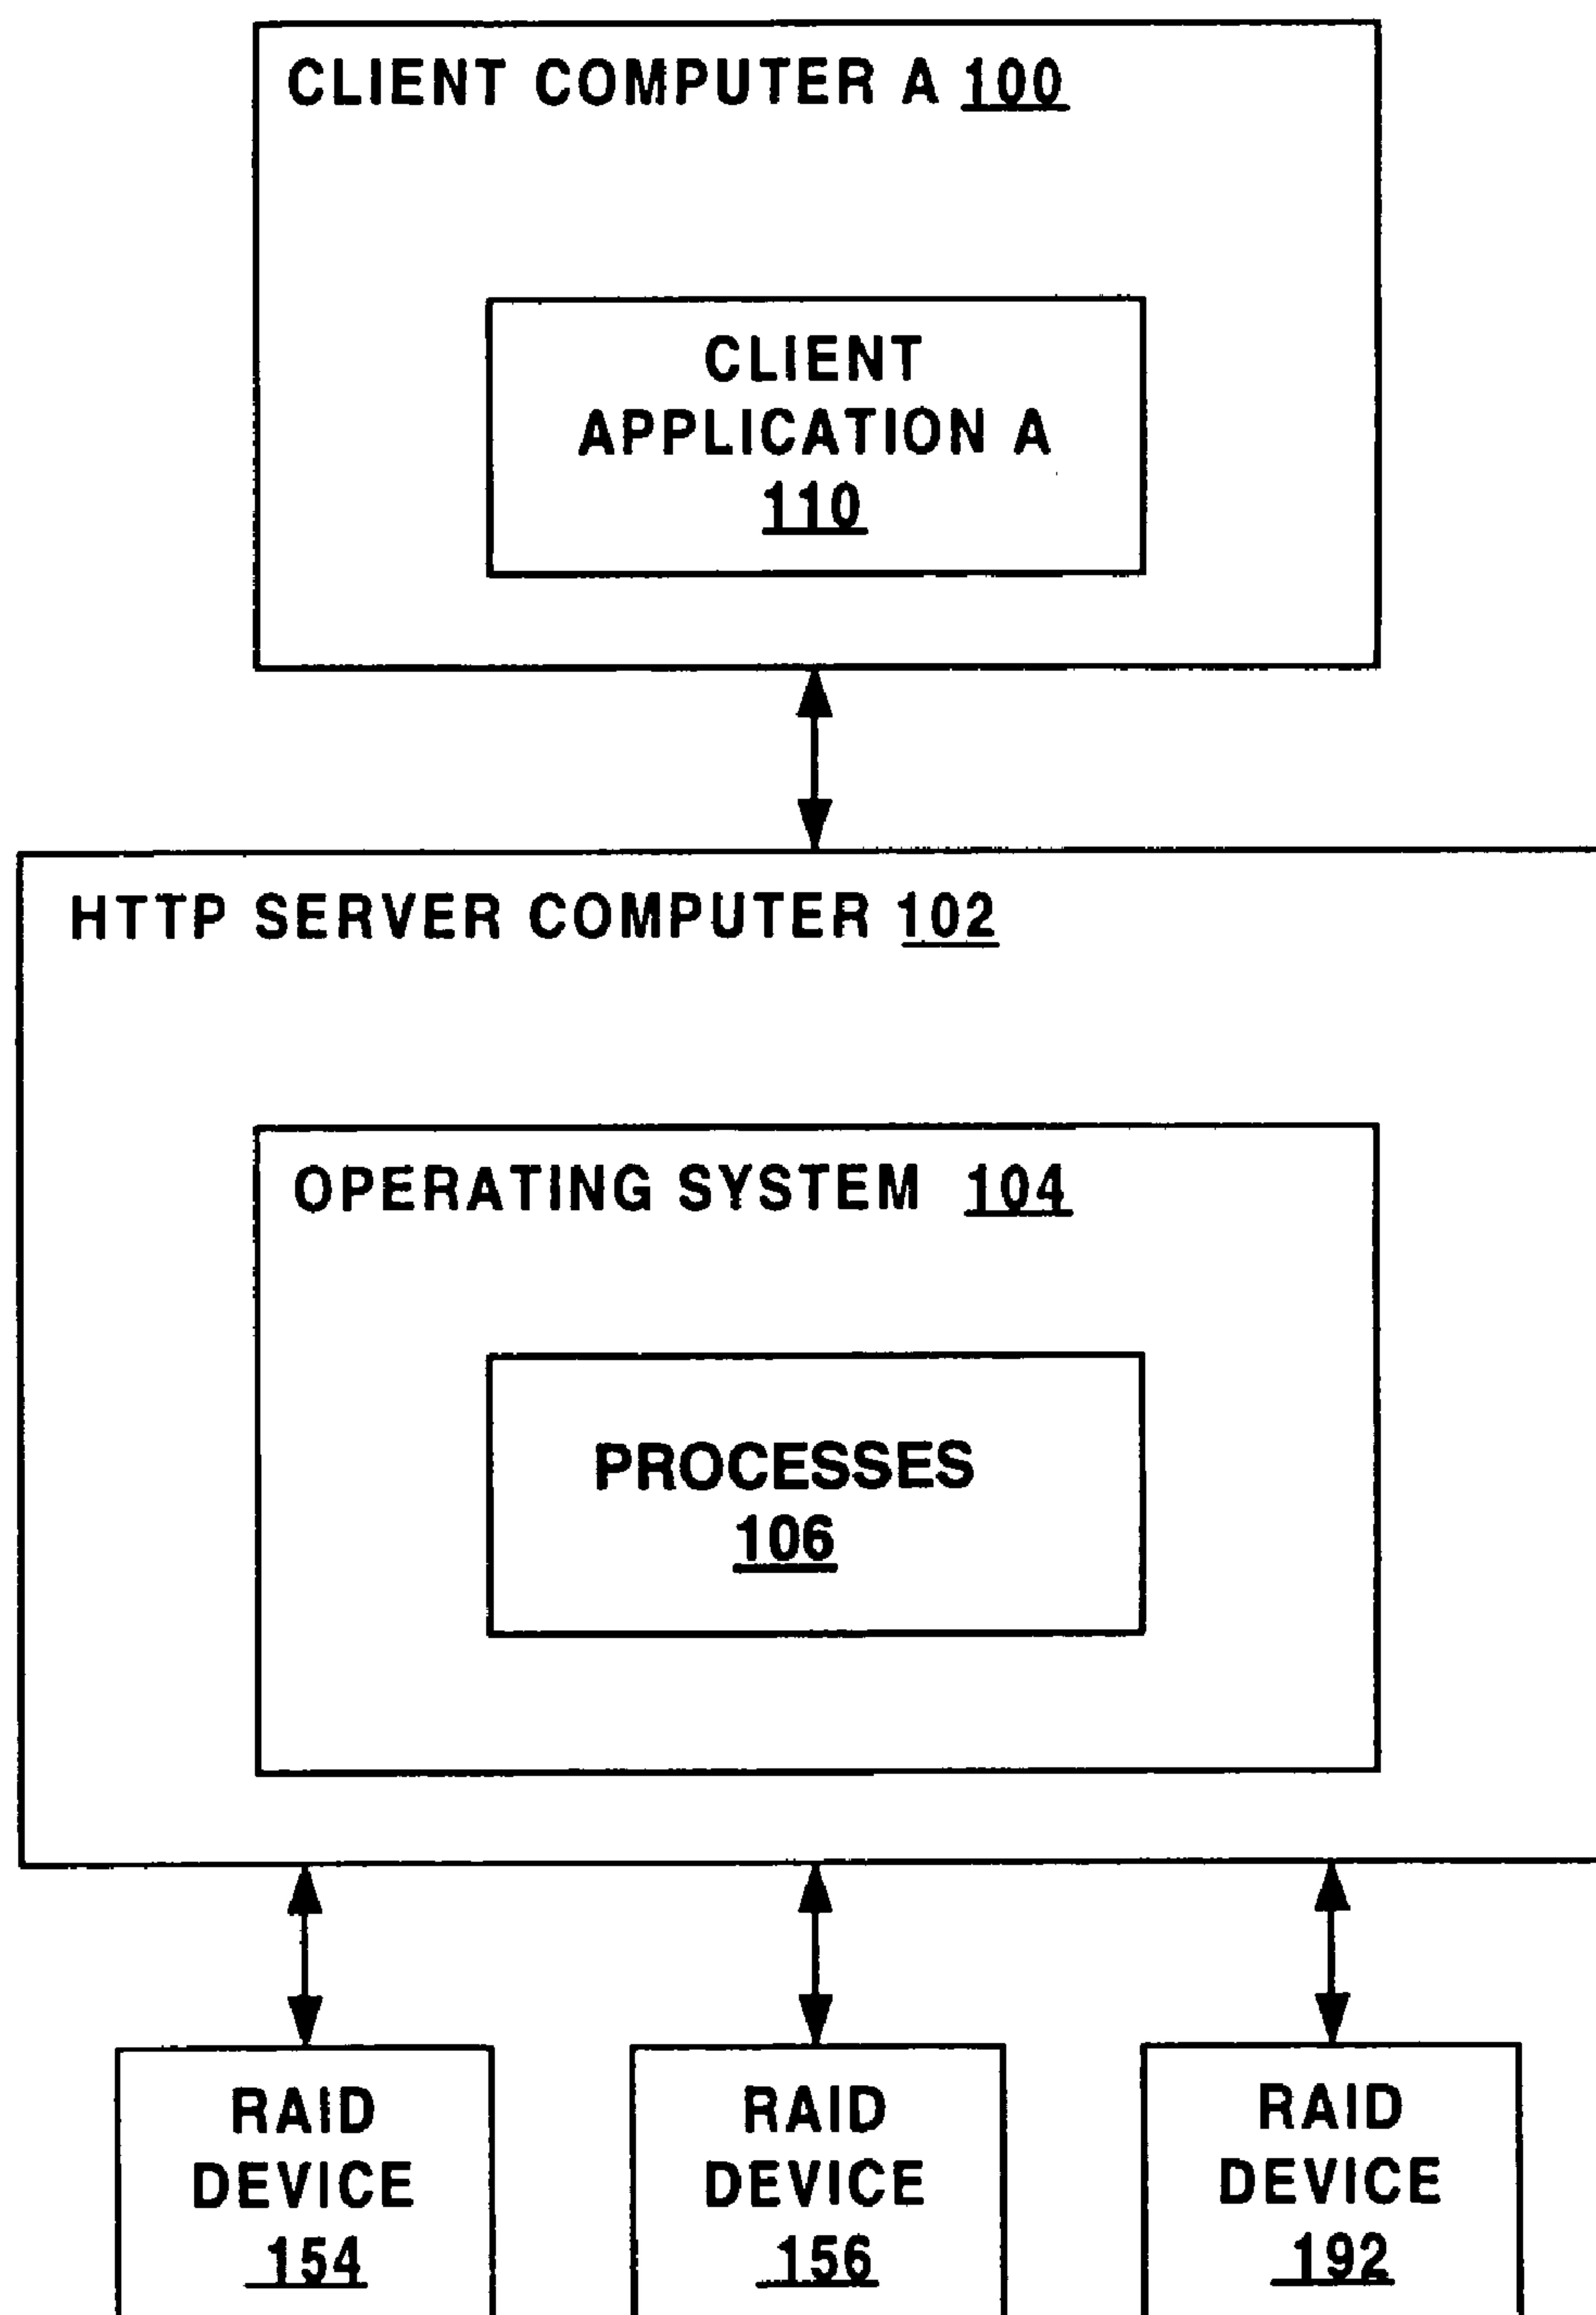 CLIENT COMPUTER A 100
CLIENT
APPLICATION A
110
HTTP SERVER COMPUTER 102
OPERATING SYSTEM 104
PROCESSES
106
RAID
DEVICE
154
RAID
DEVICE
156
RAID
DEVICE
192